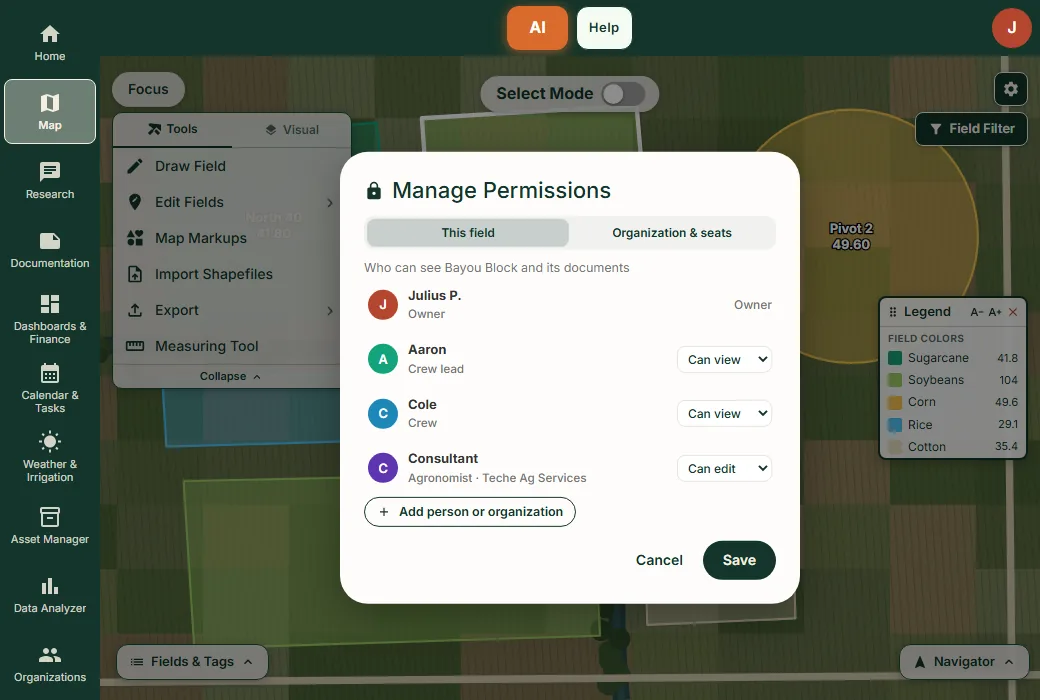 AI
Help
J
Home
Map
Research
Documentation
Dashboards &
Finance
Calendar &
Tasks
Weather &
Irrigation
Asset Manager
Data Analyzer
Organizations
Focus
Select Mode
Field Filter
Tools
Visual
Draw Field
Edit Fields
Map Markups
Import Shapefiles
Export
Measuring Tool
Collapse
North 40
41.80
Pivot 2
49.60
Manage Permissions
This field
Organization & seats
Who can see Bayou Block and its documents
J
Julius P.
Owner
Owner
A
Aaron
Crew lead
Can view
C
Cole
Crew
Can view
C
Consultant
Agronomist · Teche Ag Services
Can edit
+ Add person or organization
Cancel
Save
Legend
A- A+
FIELD COLORS
Sugarcane 41.8
Soybeans 104
Corn 49.6
Rice 29.1
Cotton 35.4
Fields & Tags
Navigator